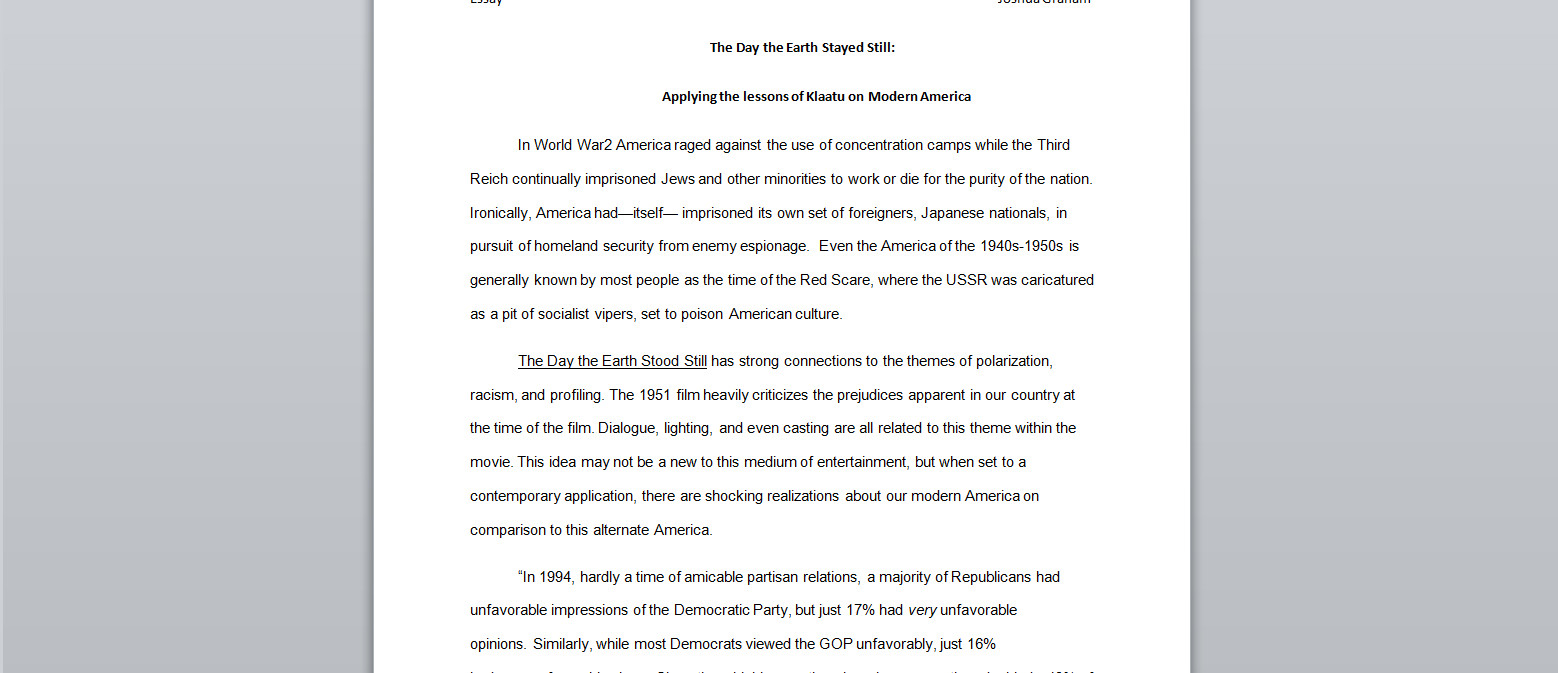 Essay Joshua Graham
The Day the Earth Stayed Still:
Applying the lessons of Klaatu on Modern America
In World War2 America raged against the use of concentration camps while the Third
Reich continually imprisoned Jews and other minorities to work or die for the purity of the nation.
Ironically, America had—itself— imprisoned its own set of foreigners, Japanese nationals, in
pursuit of homeland security from enemy espionage. Even the America of the 1940s-1950s is
generally known by most people as the time of the Red Scare, where the USSR was caricatured
as a pit of socialist vipers, set to poison American culture.
The Day the Earth Stood Still has strong connections to the themes of polarization,
racism, and profiling. The 1951 film heavily criticizes the prejudices apparent in our country at
the time of the film. Dialogue, lighting, and even casting are all related to this theme within the
movie. This idea may not be a new to this medium of entertainment, but when set to a
contemporary application, there are shocking realizations about our modern America on
comparison to this alternate America.
“In 1994, hardly a time of amicable partisan relations, a majority of Republicans had
unfavorable impressions of the Democratic Party, but just 17% had very unfavorable
opinions. Similarly, while most Democrats viewed the GOP unfavorably, just 16%